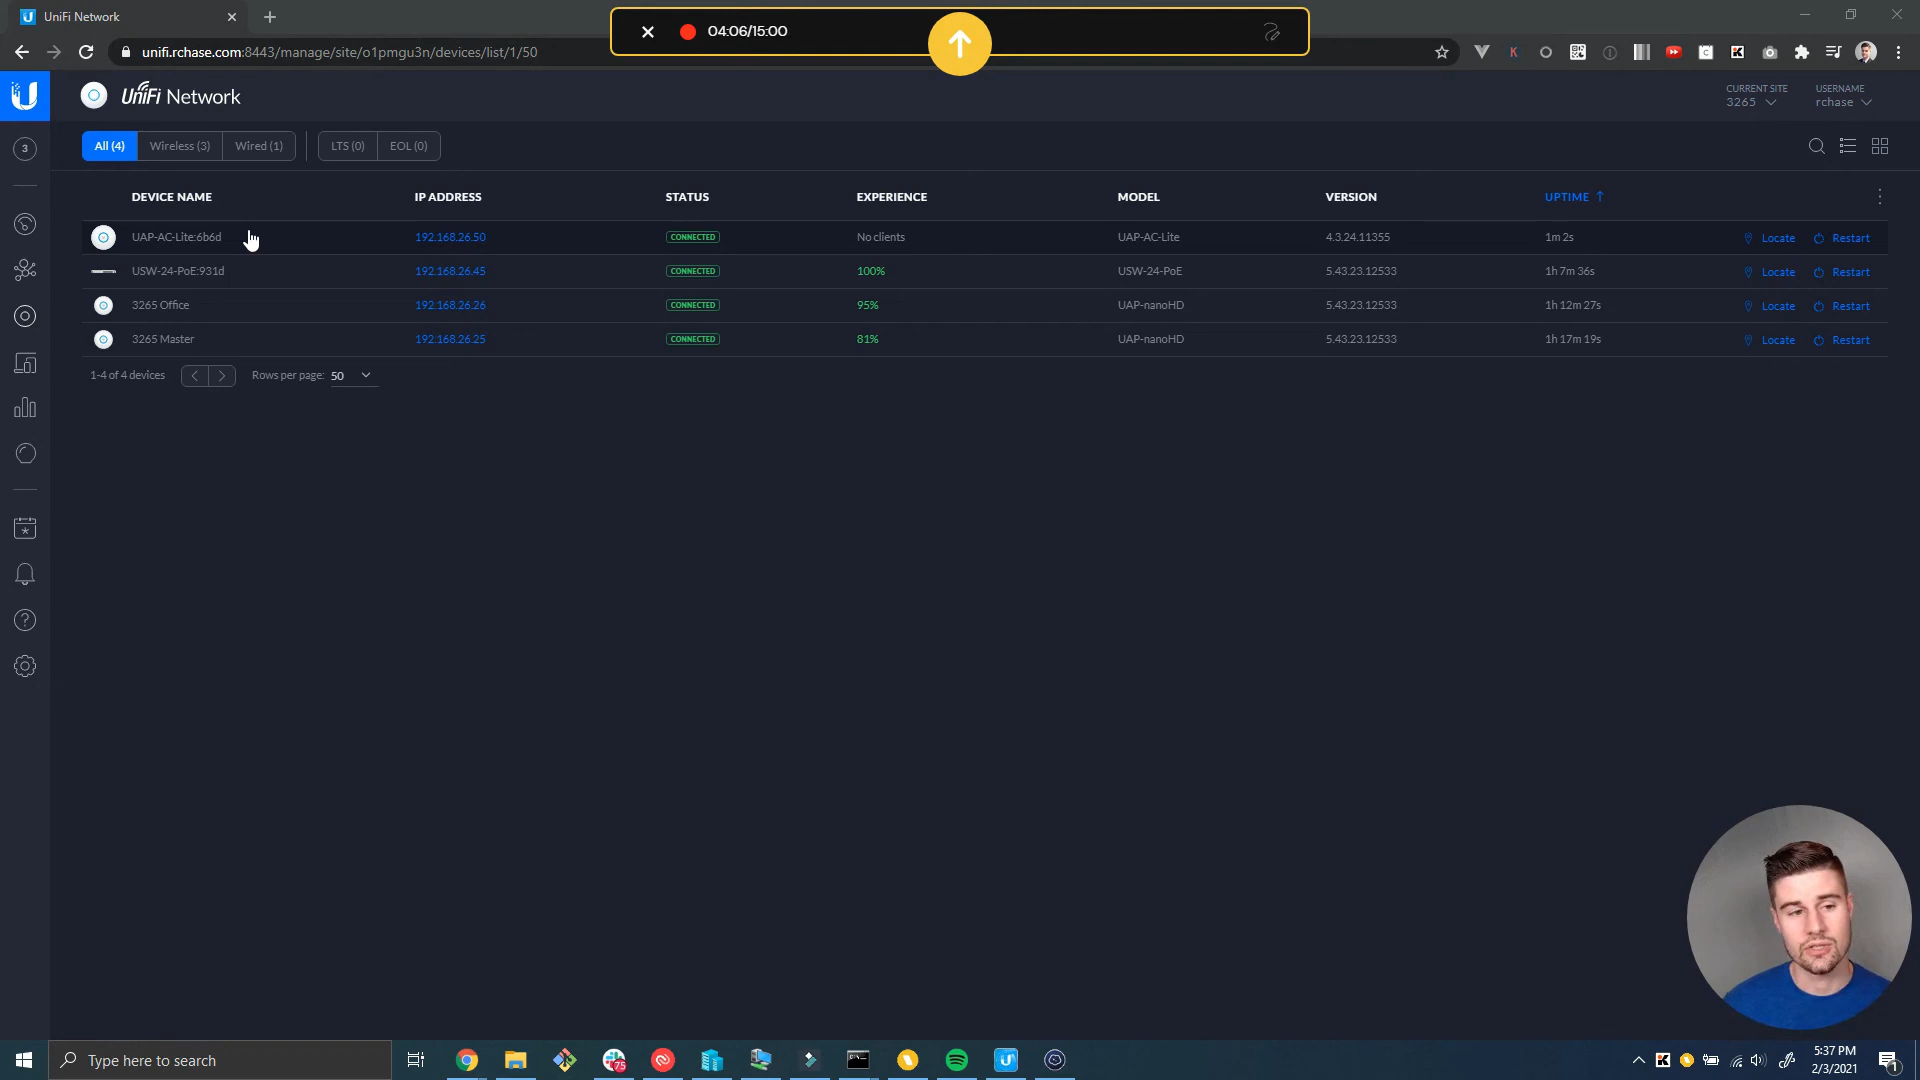 UniFi Network
04:06/15:00
unifi.rchase.com:8443/manage/site/o1pmgu3n/devices/list/1/50
UniFi Network
CURRENT SITE
3265
USERNAME
rchase
3
All (4) Wireless (3) Wired (1) LTS (0) EOL (0)
DEVICE NAME IP ADDRESS STATUS EXPERIENCE MODEL VERSION UPTIME
UAP-AC-Lite:6b6d 192.168.26.50 CONNECTED No clients UAP-AC-Lite 4.3.24.11355 1m 2s Locate Restart
USW-24-PoE:931d 192.168.26.45 CONNECTED 100% USW-24-PoE 5.43.23.12533 1h 7m 36s Locate Restart
3265 Office 192.168.26.26 CONNECTED 95% UAP-nanoHD 5.43.23.12533 1h 12m 27s Locate Restart
3265 Master 192.168.26.25 CONNECTED 81% UAP-nanoHD 5.43.23.12533 1h 17m 19s Locate Restart
1-4 of 4 devices Rows per page: 50
Type here to search
75
5:37 PM
2/3/2021
1